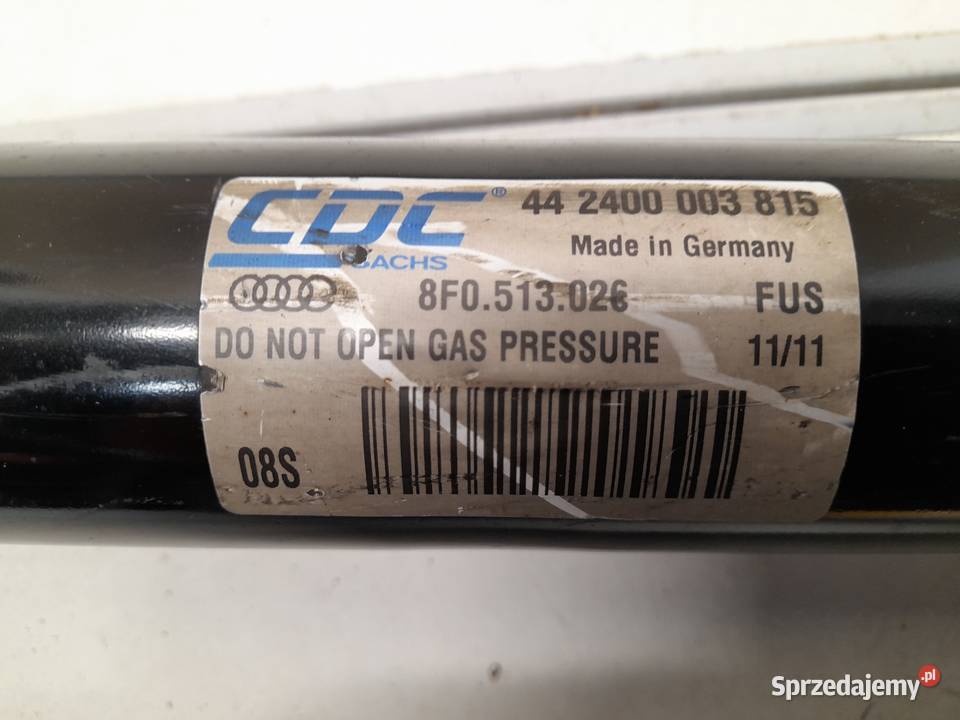 CDC® 44 2400 003 815
SACHS Made in Germany
8F0.513.026 FUS
DO NOT OPEN GAS PRESSURE 11/11
08S
Sprzedajemy.pl